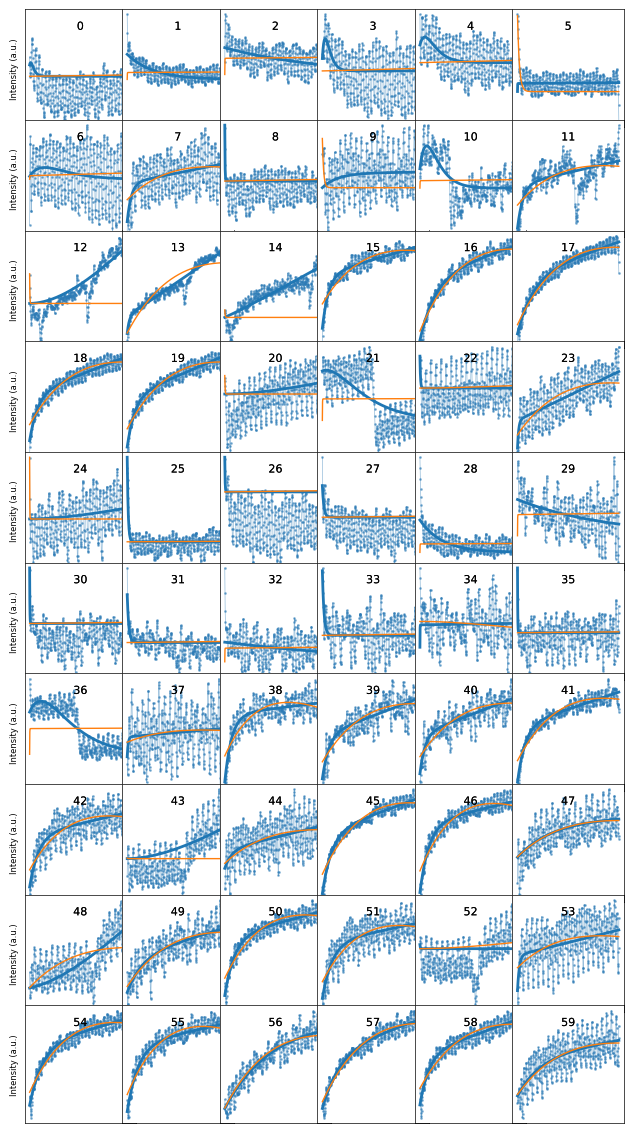 Intensity (a.u.) 0 1 2 3 4 5
Intensity (a.u.) 6 7 8 9 10 11
Intensity (a.u.) 12 13 14 15 16 17
Intensity (a.u.) 18 19 20 21 22 23
Intensity (a.u.) 24 25 26 27 28 29
Intensity (a.u.) 30 31 32 33 34 35
Intensity (a.u.) 36 37 38 39 40 41
Intensity (a.u.) 42 43 44 45 46 47
Intensity (a.u.) 48 49 50 51 52 53
Intensity (a.u.) 54 55 56 57 58 59